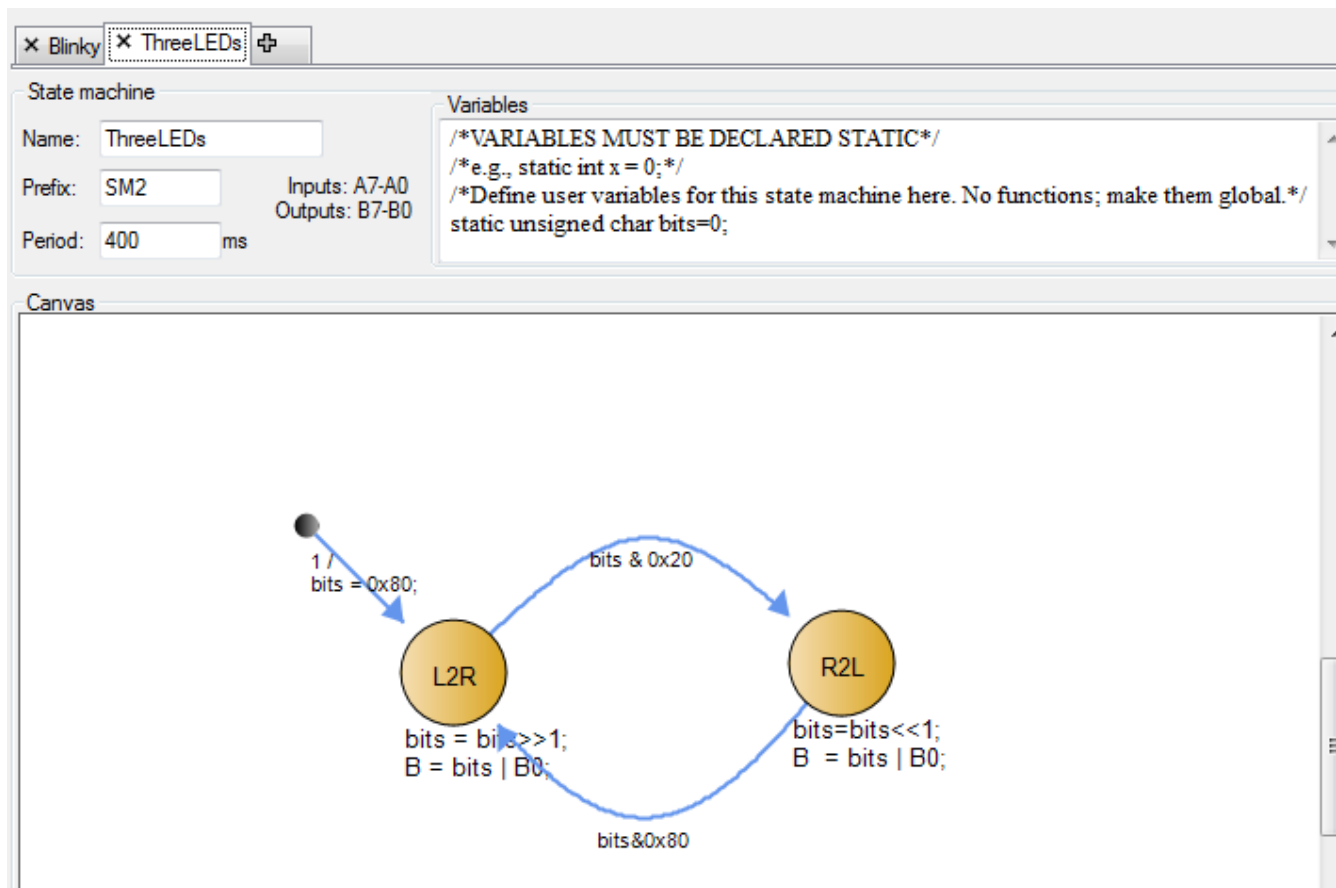 Blinky ThreeLEDs
State machine
Name: ThreeLEDs
Prefix: SM2
Inputs: A7-A0
Outputs: B7-B0
Period: 400 ms
Variables
/*VARIABLES MUST BE DECLARED STATIC*/
/*e.g., static int x = 0;*/
/*Define user variables for this state machine here. No functions; make them global.*/
static unsigned char bits=0;
Canvas
1 /
bits = 0x80;
bits & 0x20
L2R
bits = bits>>1;
B = bits | B0;
R2L
bits=bits<<1;
B = bits | B0;
bits&0x80